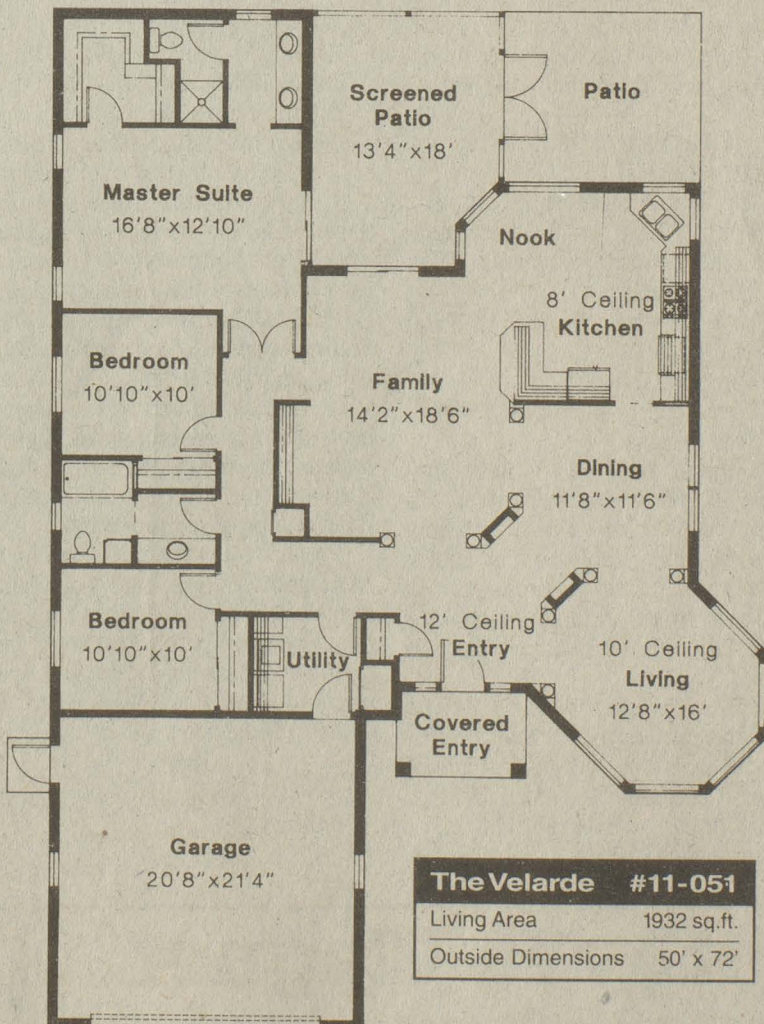 Screened
Patio
13'4"x18'
Patio
Master Suite
16'8"x12'10"
Nook
8' Ceiling
Kitchen
Bedroom
10'10"x10'
Family
14'2"x18'6"
Dining
11'8"x11'6"
Bedroom
10'10"x10'
Utility
12' Ceiling
Entry
10' Ceiling
Living
12'8"x16'
Covered
Entry
Garage
20'8"x21'4"
The Velarde #11-051
Living Area 1932 sq.ft.
Outside Dimensions 50' x 72'